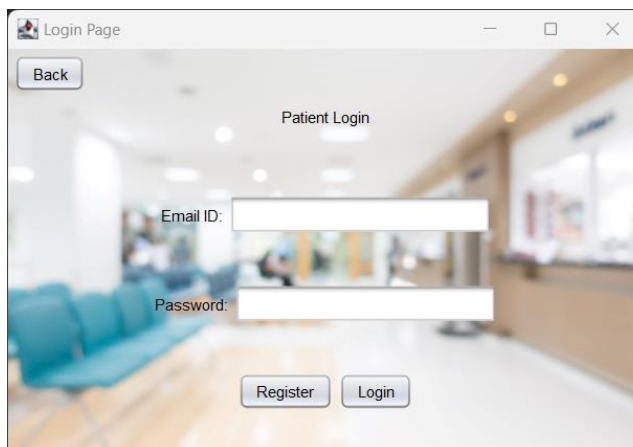 Login Page
Back
Patient Login
Email ID:
Password:
Register Login